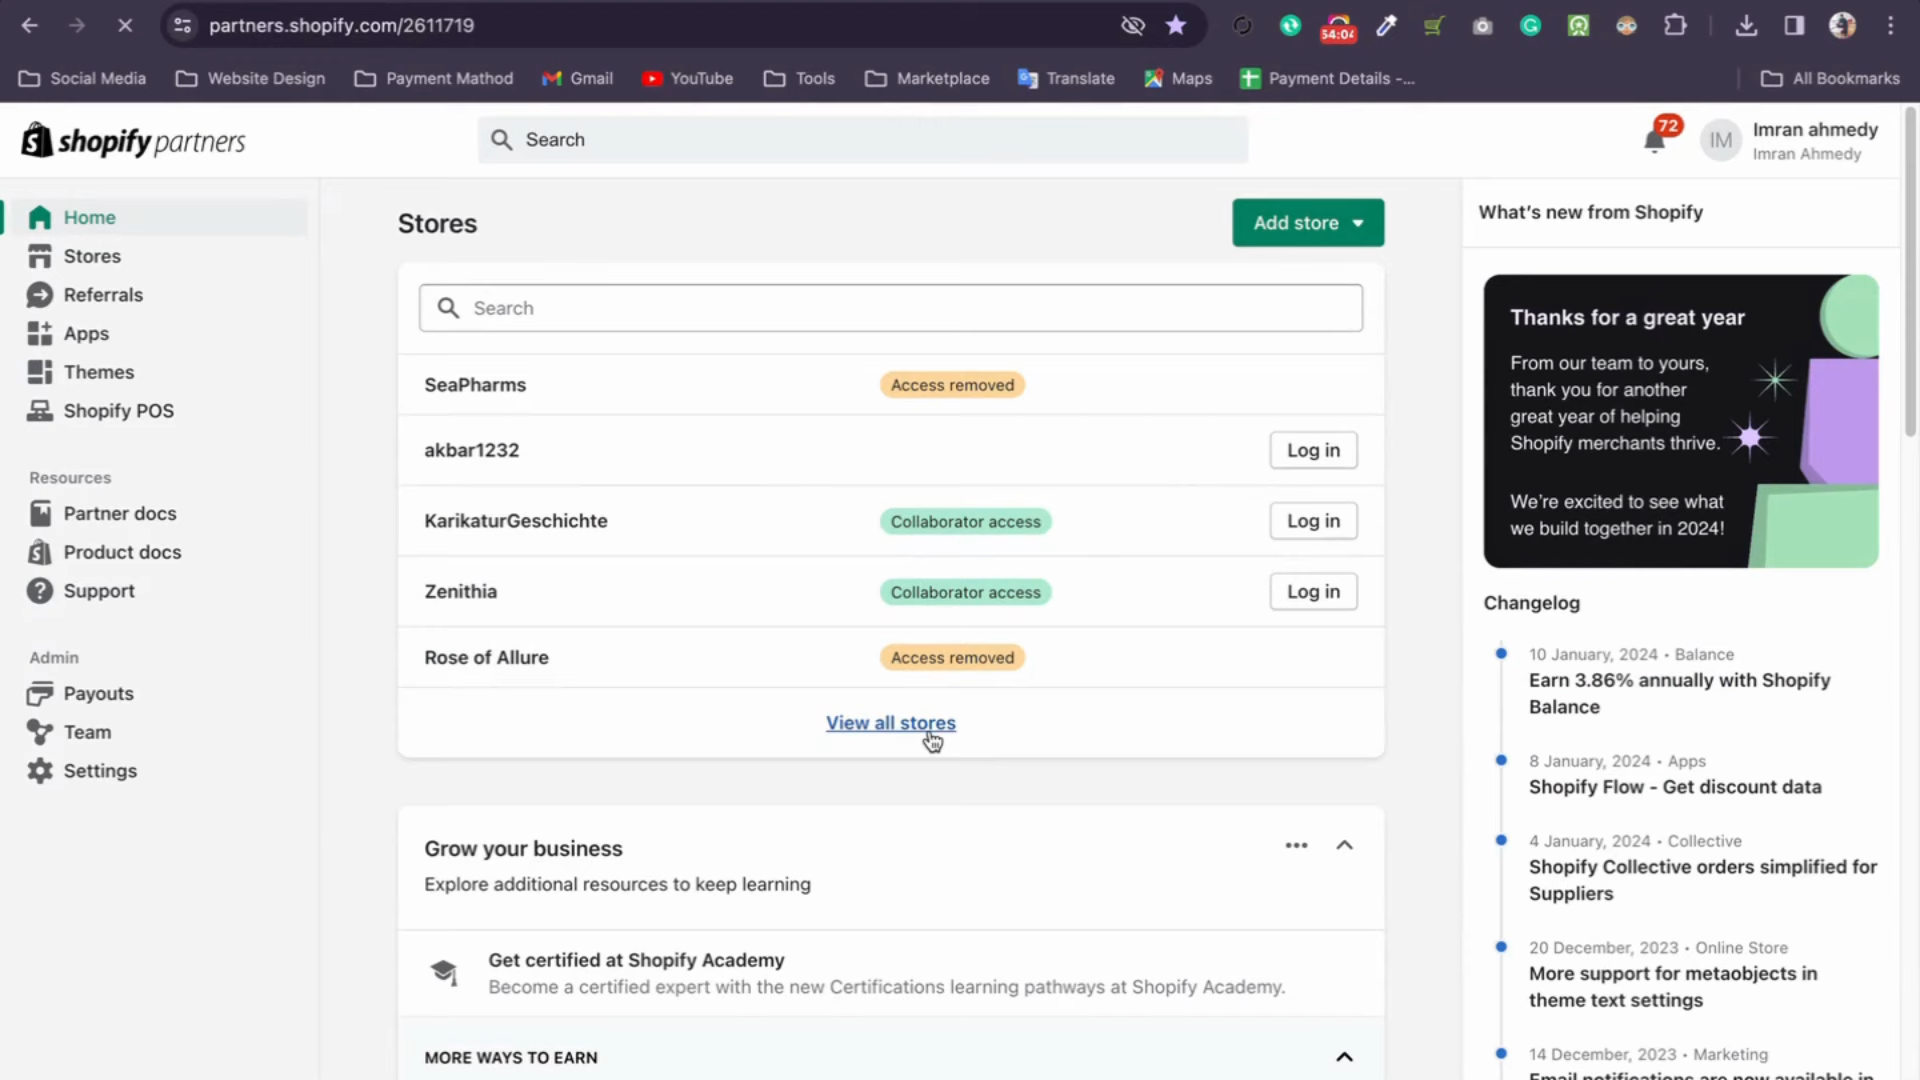 partners.shopify.com/2611719
54:04
Social Media
Website Design
Payment Mathod
Gmail
YouTube
Tools
Marketplace
Translate
Maps
Payment Details -...
All Bookmarks
shopify partners
Search
72
IM
Imran ahmedy
Imran Ahmedy
Home
Stores
Referrals
Apps
Themes
Shopify POS
Resources
Partner docs
Product docs
Support
Admin
Payouts
Team
Settings
Stores
Add store
Search
SeaPharms
Access removed
akbar1232
Log in
KarikaturGeschichte
Collaborator access
Log in
Zenithia
Collaborator access
Log in
Rose of Allure
Access removed
View all stores
Grow your business
Explore additional resources to keep learning
Get certified at Shopify Academy
Become a certified expert with the new Certifications learning pathways at Shopify Academy.
MORE WAYS TO EARN
What's new from Shopify
Thanks for a great year
From our team to yours,
thank you for another
great year of helping
Shopify merchants thrive.
We're excited to see what
we build together in 2024!
Changelog
10 January, 2024 • Balance
Earn 3.86% annually with Shopify
Balance
8 January, 2024 • Apps
Shopify Flow - Get discount data
4 January, 2024 • Collective
Shopify Collective orders simplified for
Suppliers
20 December, 2023 • Online Store
More support for metaobjects in
theme text settings
14 December, 2023 • Marketing
Email notifications are now available in